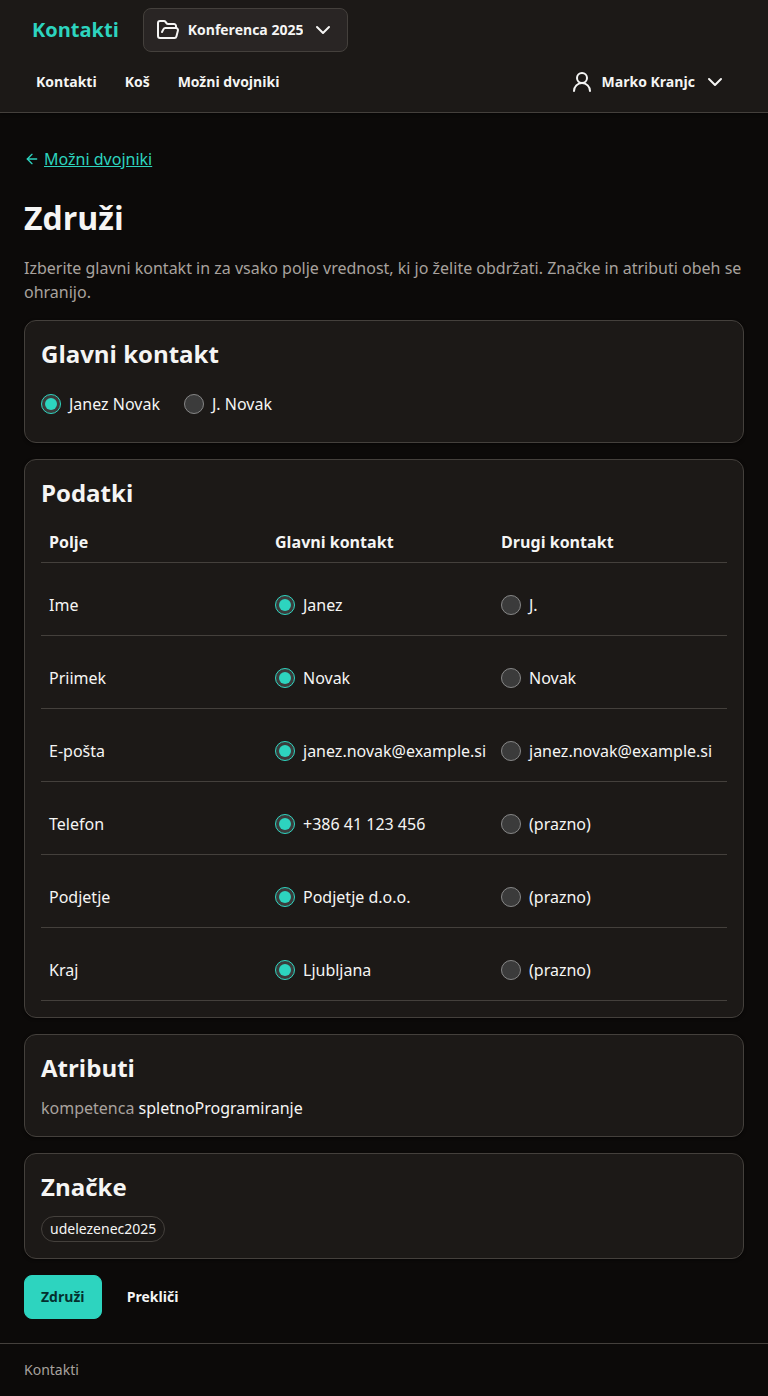 Kontakti
Konferenca 2025
Kontakti Koš Možni dvojniki Marko Kranjc
← Možni dvojniki
Združi
Izberite glavni kontakt in za vsako polje vrednost, ki jo želite obdržati. Značke in atributi obeh se
ohranijo.
Glavni kontakt
Janez Novak J. Novak
Podatki
Polje Glavni kontakt Drugi kontakt
Ime Janez J.
Priimek Novak Novak
E-pošta janez.novak@example.si janez.novak@example.si
Telefon +386 41 123 456 (prazno)
Podjetje Podjetje d.o.o. (prazno)
Kraj Ljubljana (prazno)
Atributi
kompetenca spletnoProgramiranje
Značke
udelezenec2025
Združi Prekliči
Kontakti